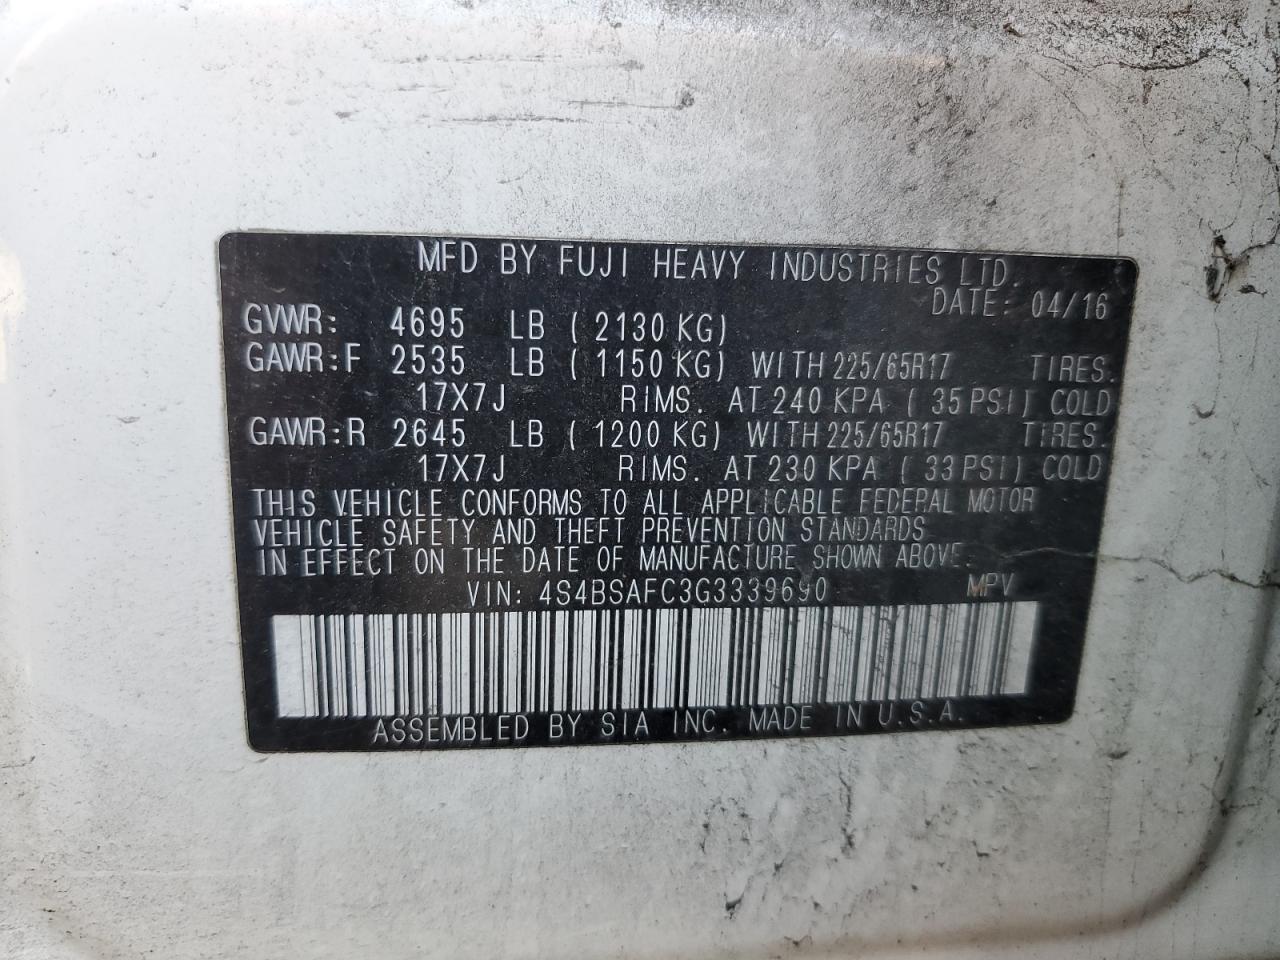 MFD BY FUJI HEAVY INDUSTRIES LTD.
DATE: 04/16
GVWR: 4695 LB ( 2130 KG)
GAWR:F 2535 LB ( 1150 KG) WITH 225/65R17 TIRES.
17X7J RIMS. AT 240 KPA ( 35 PSI) COLD
GAWR:R 2645 LB ( 1200 KG) WITH 225/65R17 TIRES.
17X7J RIMS. AT 230 KPA ( 33 PSI) COLD
THIS VEHICLE CONFORMS TO ALL APPLICABLE FEDERAL MOTOR
VEHICLE SAFETY AND THEFT PREVENTION STANDARDS
IN EFFECT ON THE DATE OF MANUFACTURE SHOWN ABOVE.
VIN: 4S4BSAFC3G3339690 MPV
ASSEMBLED BY SIA INC. MADE IN U.S.A.